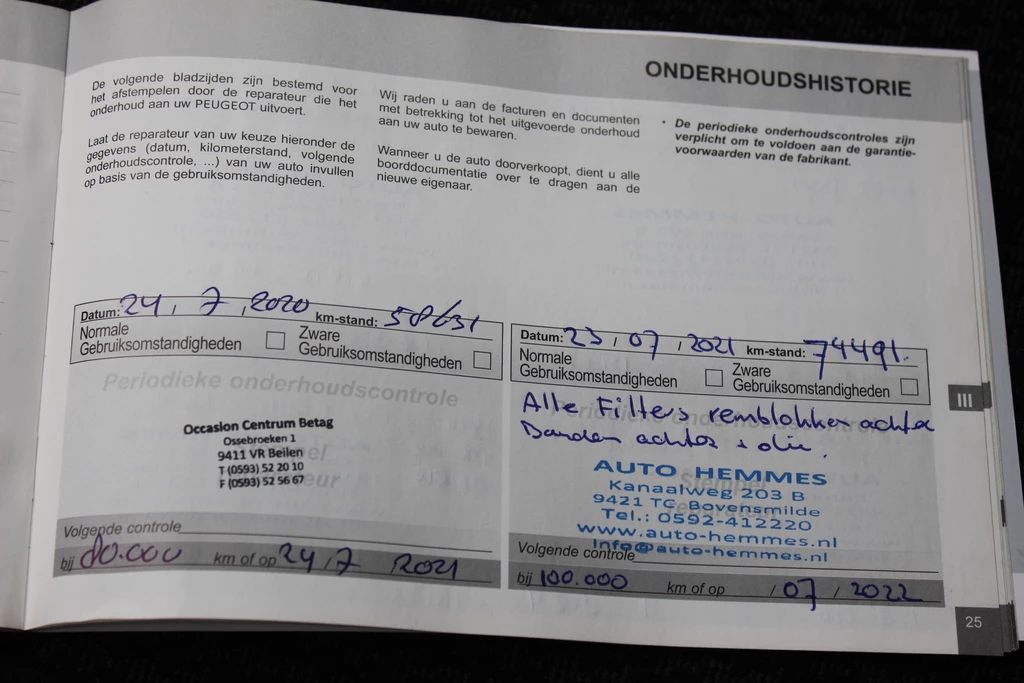 ONDERHOUDSHISTORIE
De volgende bladzijden zijn bestemd voor
het afstempelen door de reparateur die het
onderhoud aan uw PEUGEOT uitvoert.
Laat de reparateur van uw keuze hieronder de
gegevens (datum, kilometerstand, volgende
onderhoudscontrole, ...) van uw auto invullen
op basis van de gebruiksomstandigheden.
Wij raden u aan de facturen en documenten
met betrekking tot het uitgevoerde onderhoud
aan uw auto te bewaren.
Wanneer u de auto doorverkoopt, dient u alle
boorddocumentatie over te dragen aan de
nieuwe eigenaar.
• De periodieke onderhoudscontroles zijn
verplicht om te voldoen aan de garantie-
voorwaarden van de fabrikant.
Datum: 24 / 7 / 2020 km-stand: 58631
Normale
Gebruiksomstandigheden
Zware
Gebruiksomstandigheden
Periodieke onderhoudscontrole
Occasion Centrum Betag
Ossebroeken 1
9411 VR Beilen
T (0593) 52 20 10
F (0593) 52 56 67
Volgende controle
bij 80.000 km of op 24 / 7 2021
Datum: 23 / 07 / 2021 km-stand: 74491.
Normale
Gebruiksomstandigheden
Zware
Gebruiksomstandigheden
Alle Filters remblokken achter
Banden achter + olie.
Stempel
AUTO HEMMES
Kanaalweg 203 B
9421 TC Bovensmilde
Tel.: 0592-412220
www.auto-hemmes.nl
Info@auto-hemmes.nl
Volgende controle
bij 100.000 km of op / 07 / 2022
III
25